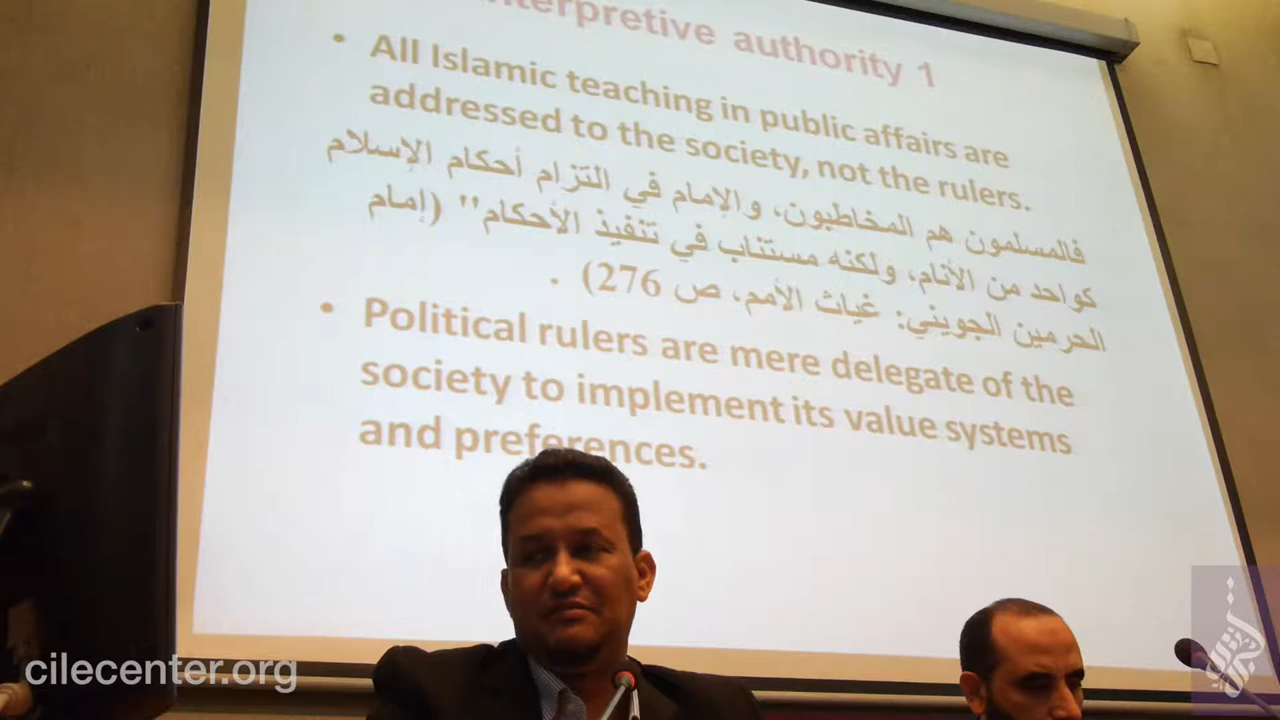 nterpretive authority 1
• All Islamic teaching in public affairs are
addressed to the society, not the rulers.
فالمسلمون هم المخاطبون، والإمام في التزام أحكام الإسلام
كواحد من الأنام، ولكنه مستناب في تنفيذ الأحكام" (إمام
الحرمين الجويني: غياث الأمم، ص 276) .
• Political rulers are mere delegate of the
society to implement its value systems
and preferences.
cilecenter.org